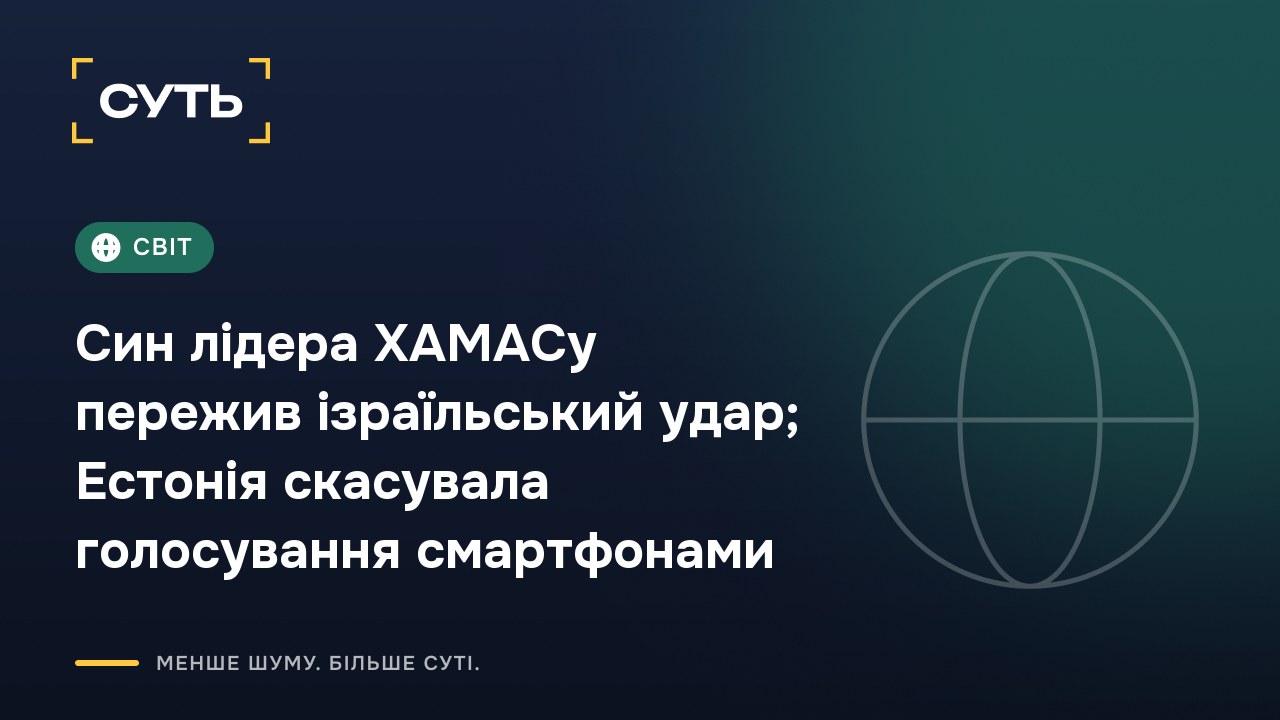 СУТЬ
СВІТ
Син лідера ХАМАСу
пережив ізраїльський удар;
Естонія скасувала
голосування смартфонами
МЕНШЕ ШУМУ. БІЛЬШЕ СУТІ.